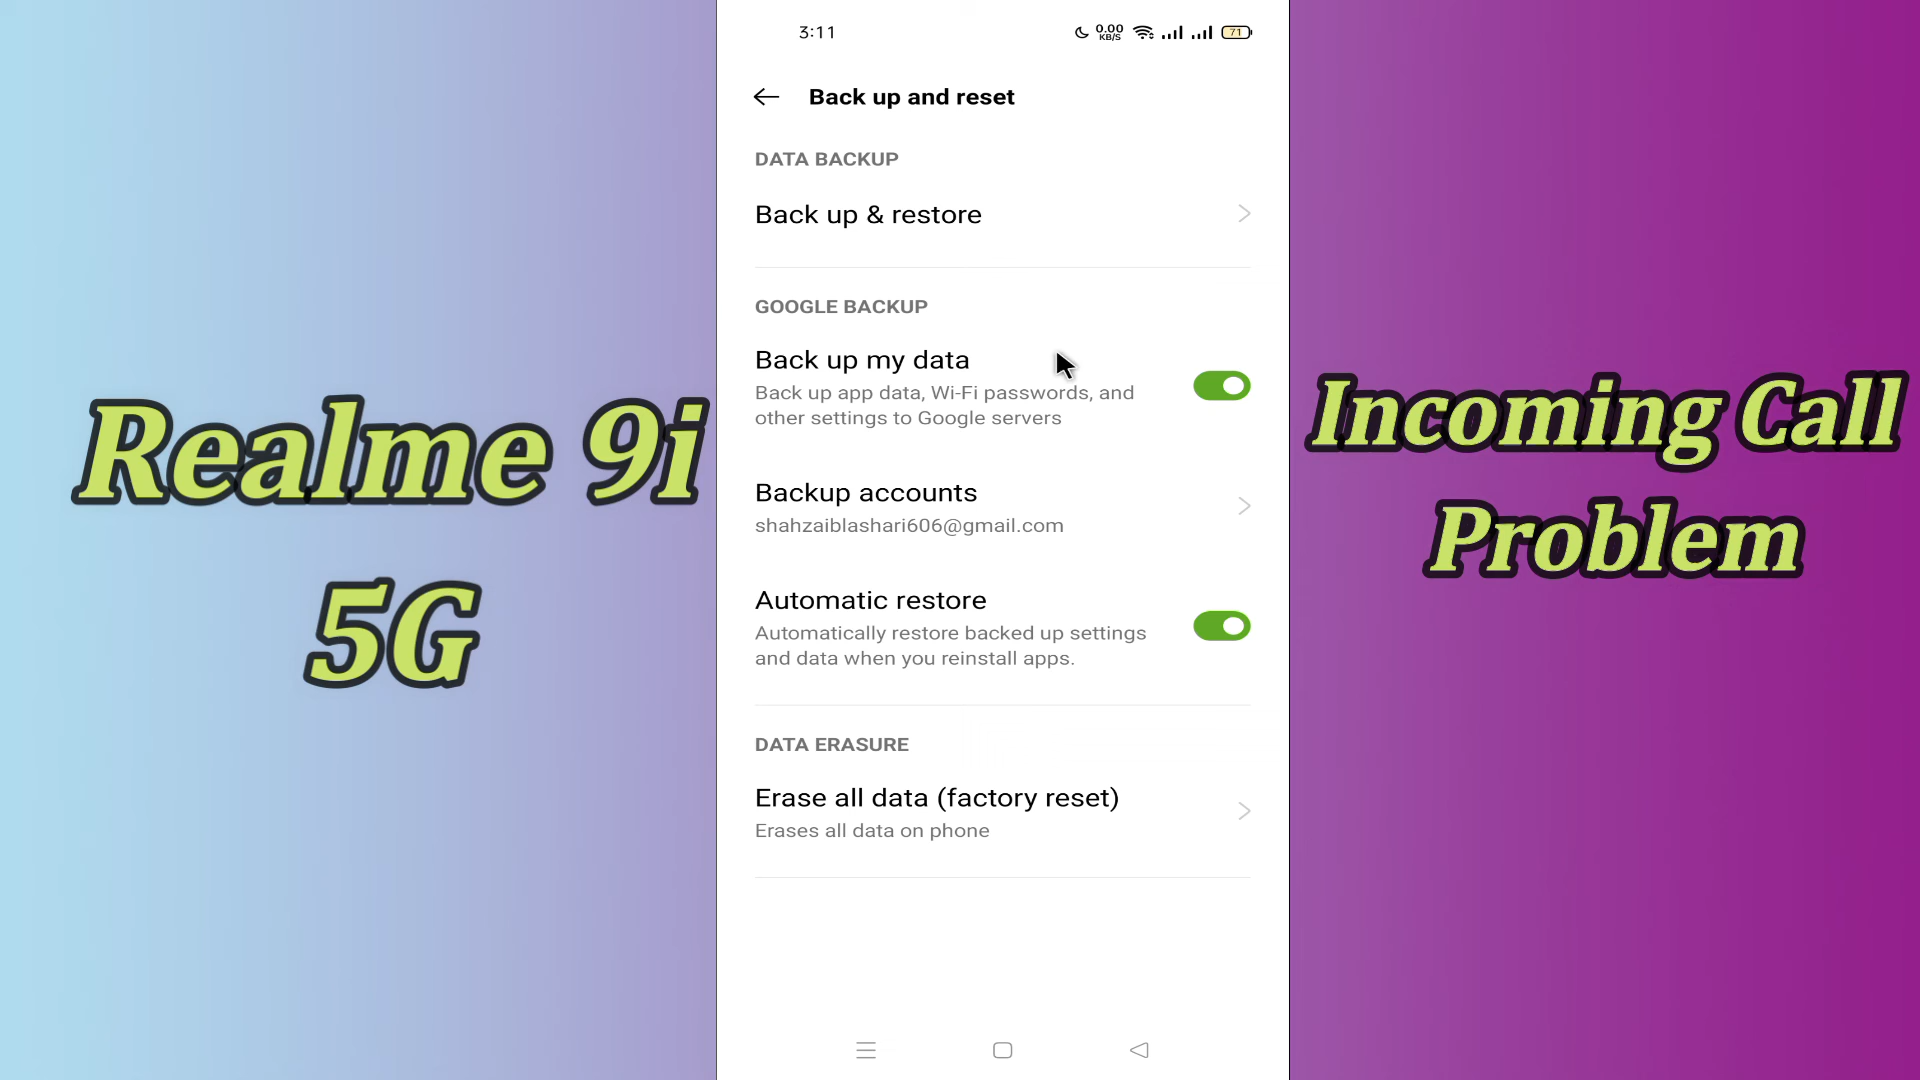 Realme 9i
5G
3:11
0.00
KB/S
71
Back up and reset
DATA BACKUP
Back up & restore
GOOGLE BACKUP
Back up my data
Back up app data, Wi-Fi passwords, and
other settings to Google servers
Backup accounts
shahzaiblashari606@gmail.com
Automatic restore
Automatically restore backed up settings
and data when you reinstall apps.
DATA ERASURE
Erase all data (factory reset)
Erases all data on phone
Incoming Call
Problem